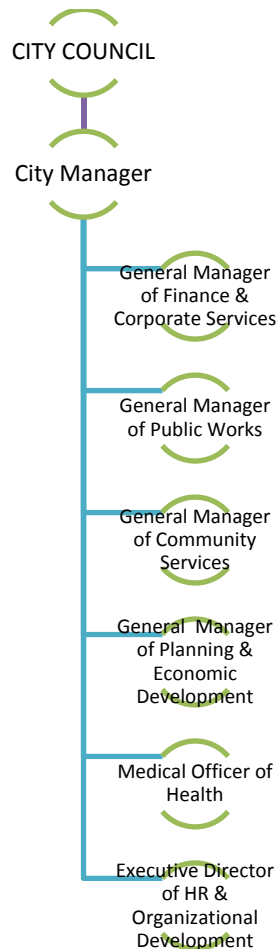 CITY COUNCIL
City Manager
General Manager
of Finance &
Corporate Services
General Manager
of Public Works
General Manager
of Community
Services
General  Manager
of Planning &
Economic
Development
Medical Officer of
Health
Executive Director
of HR &
Organizational
Development